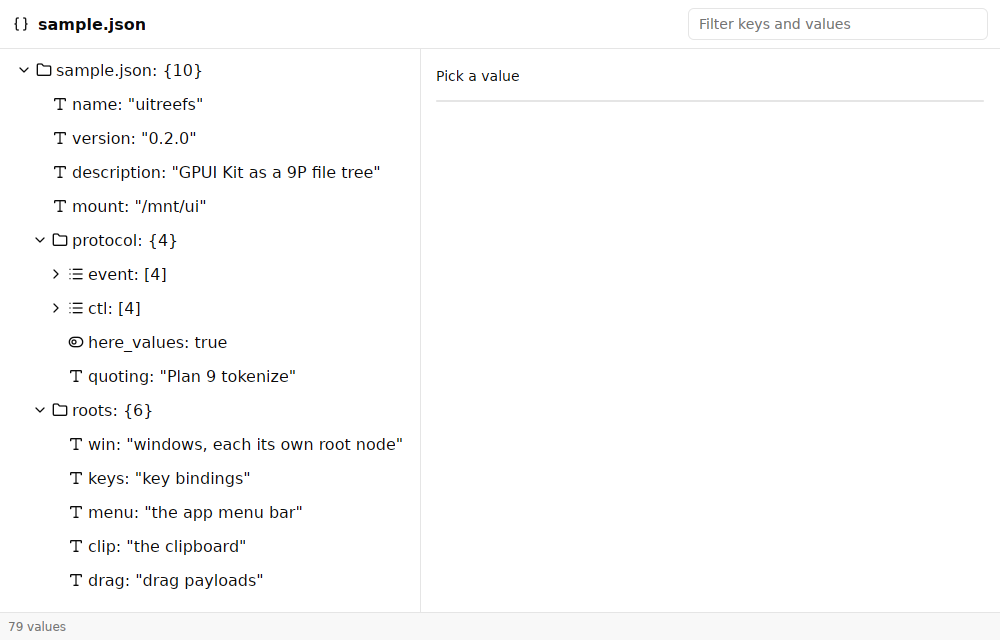 {} sample.json
Filter keys and values
sample.json: {10}
name: "uitreefs"
version: "0.2.0"
description: "GPUI Kit as a 9P file tree"
mount: "/mnt/ui"
protocol: {4}
event: [4]
ctl: [4]
here_values: true
quoting: "Plan 9 tokenize"
roots: {6}
win: "windows, each its own root node"
keys: "key bindings"
menu: "the app menu bar"
clip: "the clipboard"
drag: "drag payloads"
Pick a value
79 values